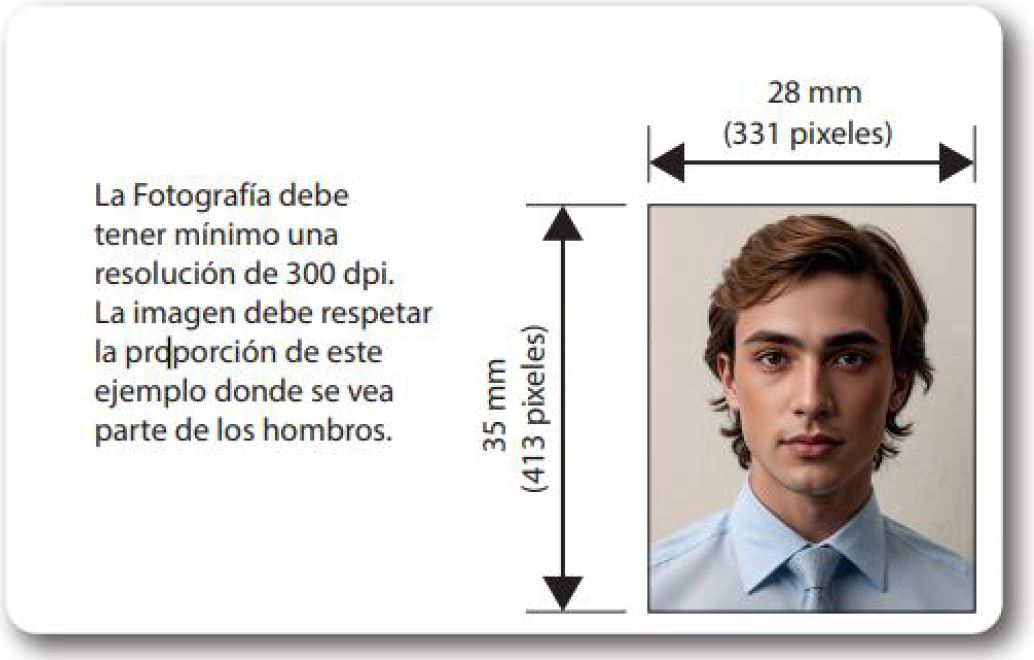 La Fotografía debe
tener mínimo una
resolución de 300 dpi.
La imagen debe respetar
la proporción de este
ejemplo donde se vea
parte de los hombros.
28 mm
(331 pixeles)
35 mm
(413 pixeles)